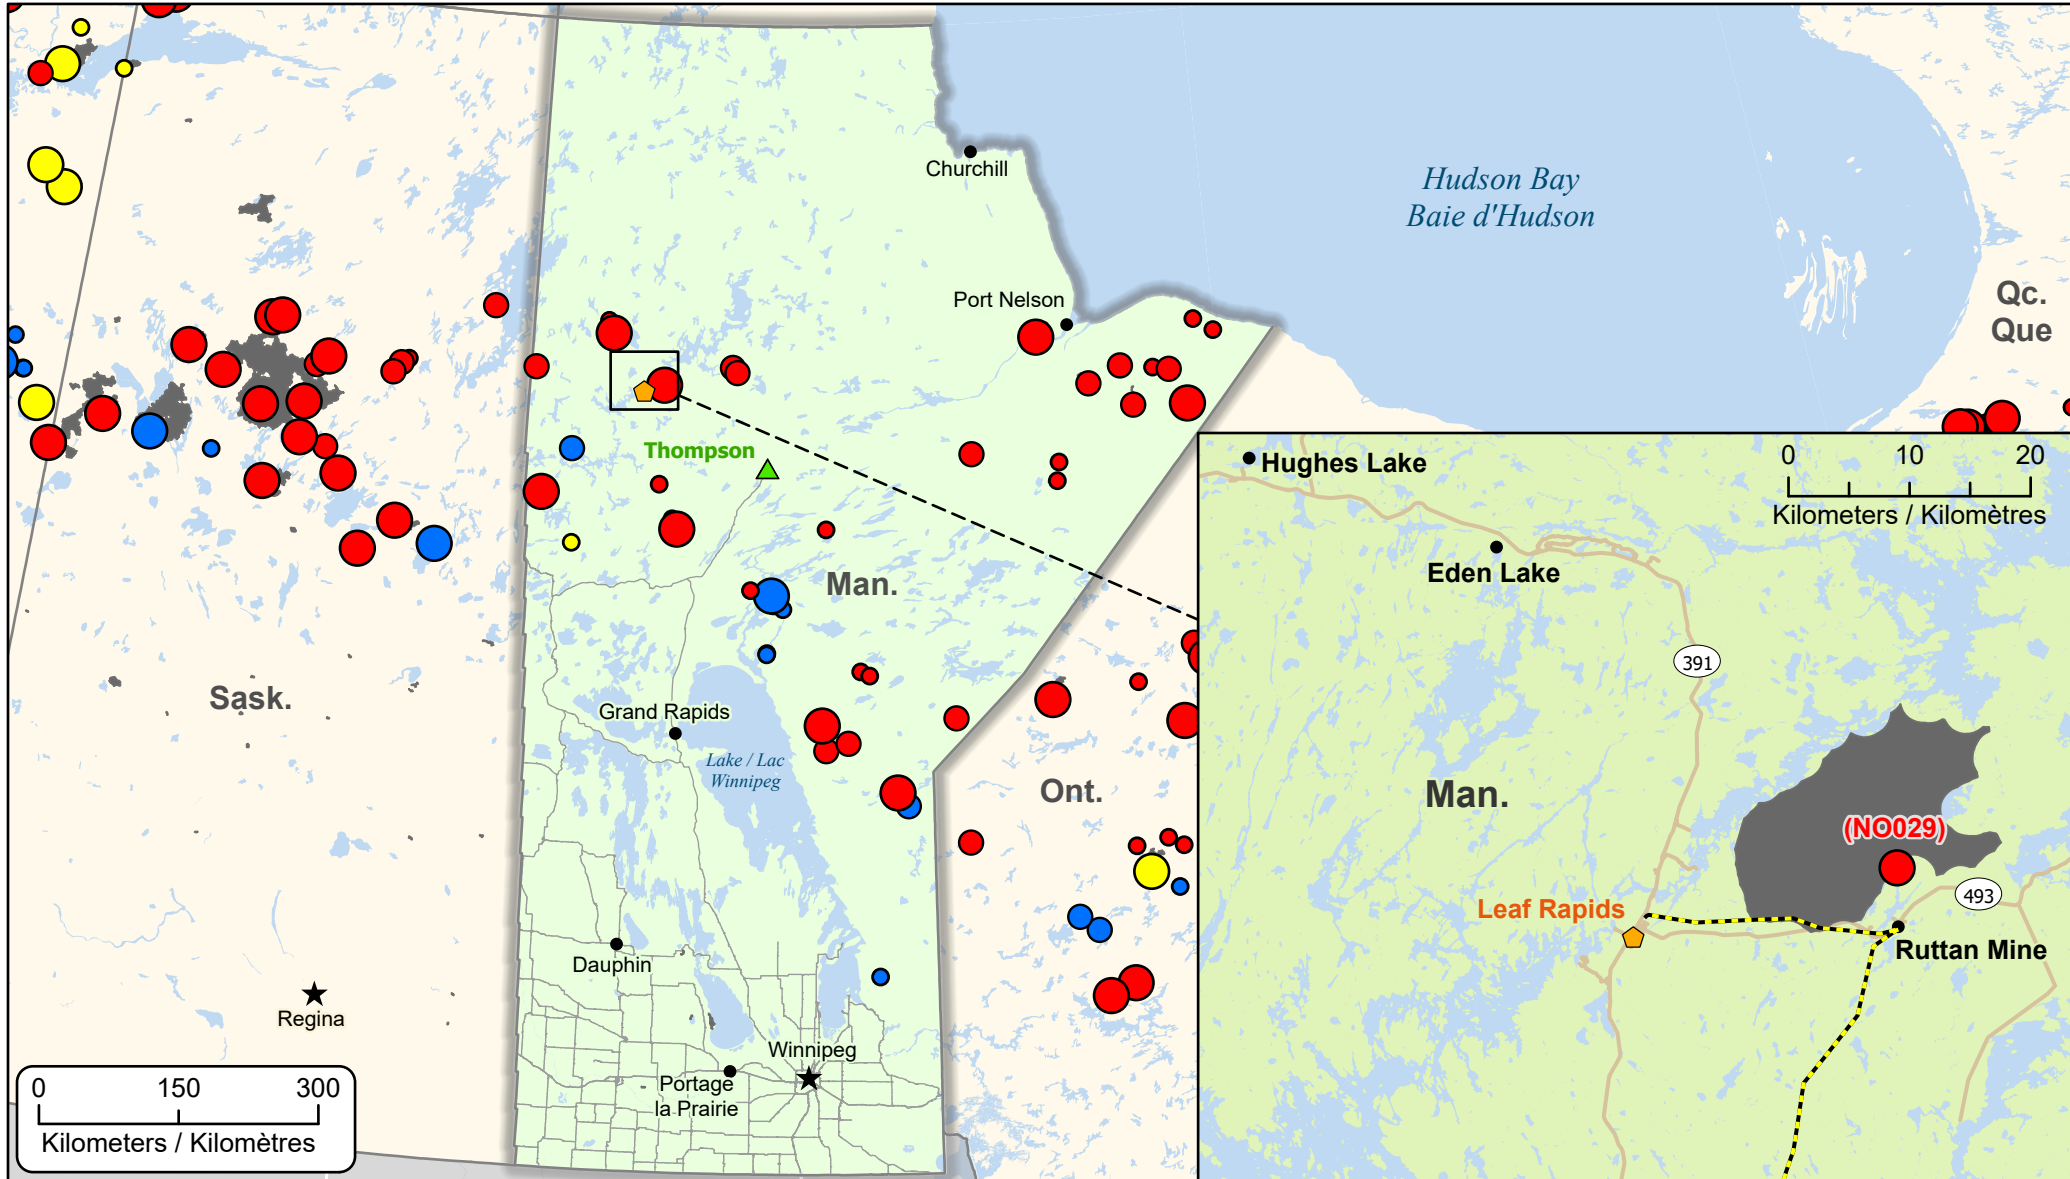 Churchill
Hudson Bay
Baie d'Hudson
Port Nelson
Qc.
Que
Thompson
Man.
Sask.
Grand Rapids
Lake / Lac
Winnipeg
Ont.
Dauphin
Regina
Winnipeg
Portage
la Prairie
0 150 300
Kilometers / Kilomètres
Hughes Lake
0 10 20
Kilometers / Kilomètres
Eden Lake
391
Man.
(NO029)
493
Leaf Rapids
Ruttan Mine